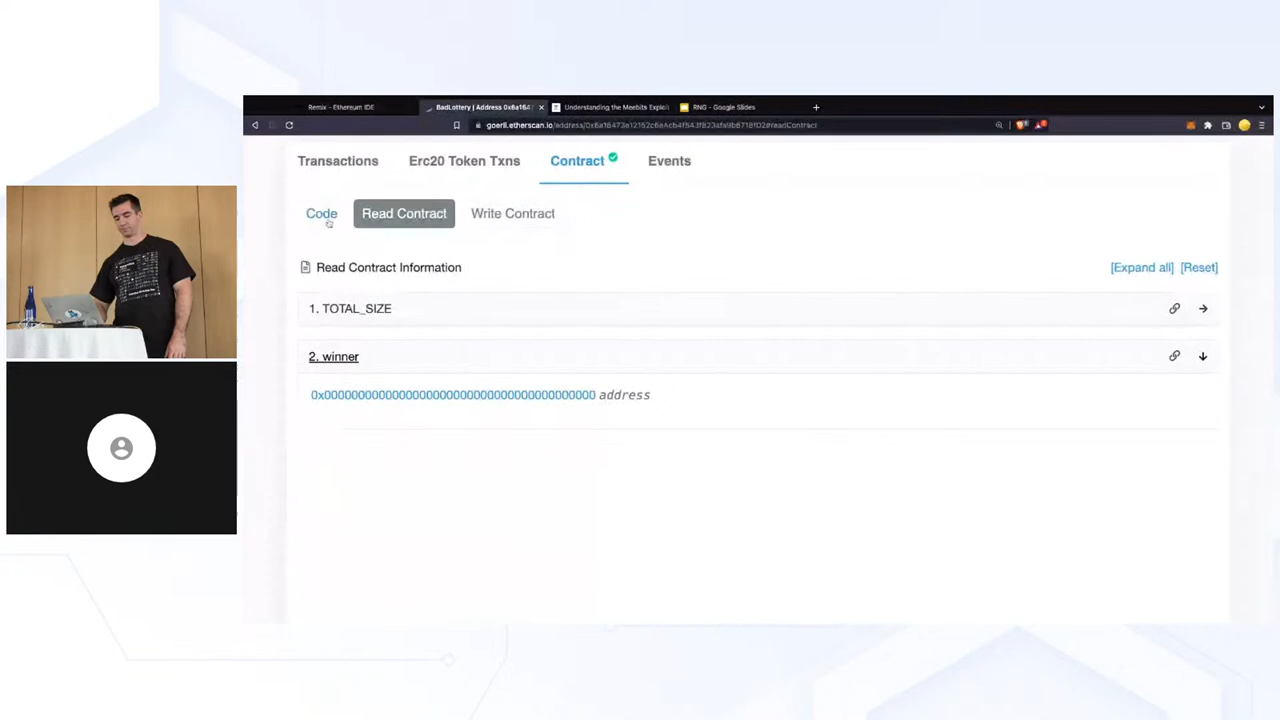 Remix - Ethereum IDE
BadLottery | Address 0x6a164
Understanding the Meebits Exploi
RNG - Google Slides
Transactions
Erc20 Token Txns
Contract
Events
Code
Read Contract
Write Contract
Read Contract Information
[Expand all]
[Reset]
1. TOTAL_SIZE
2. winner
0x0000000000000000000000000000000000000000 address